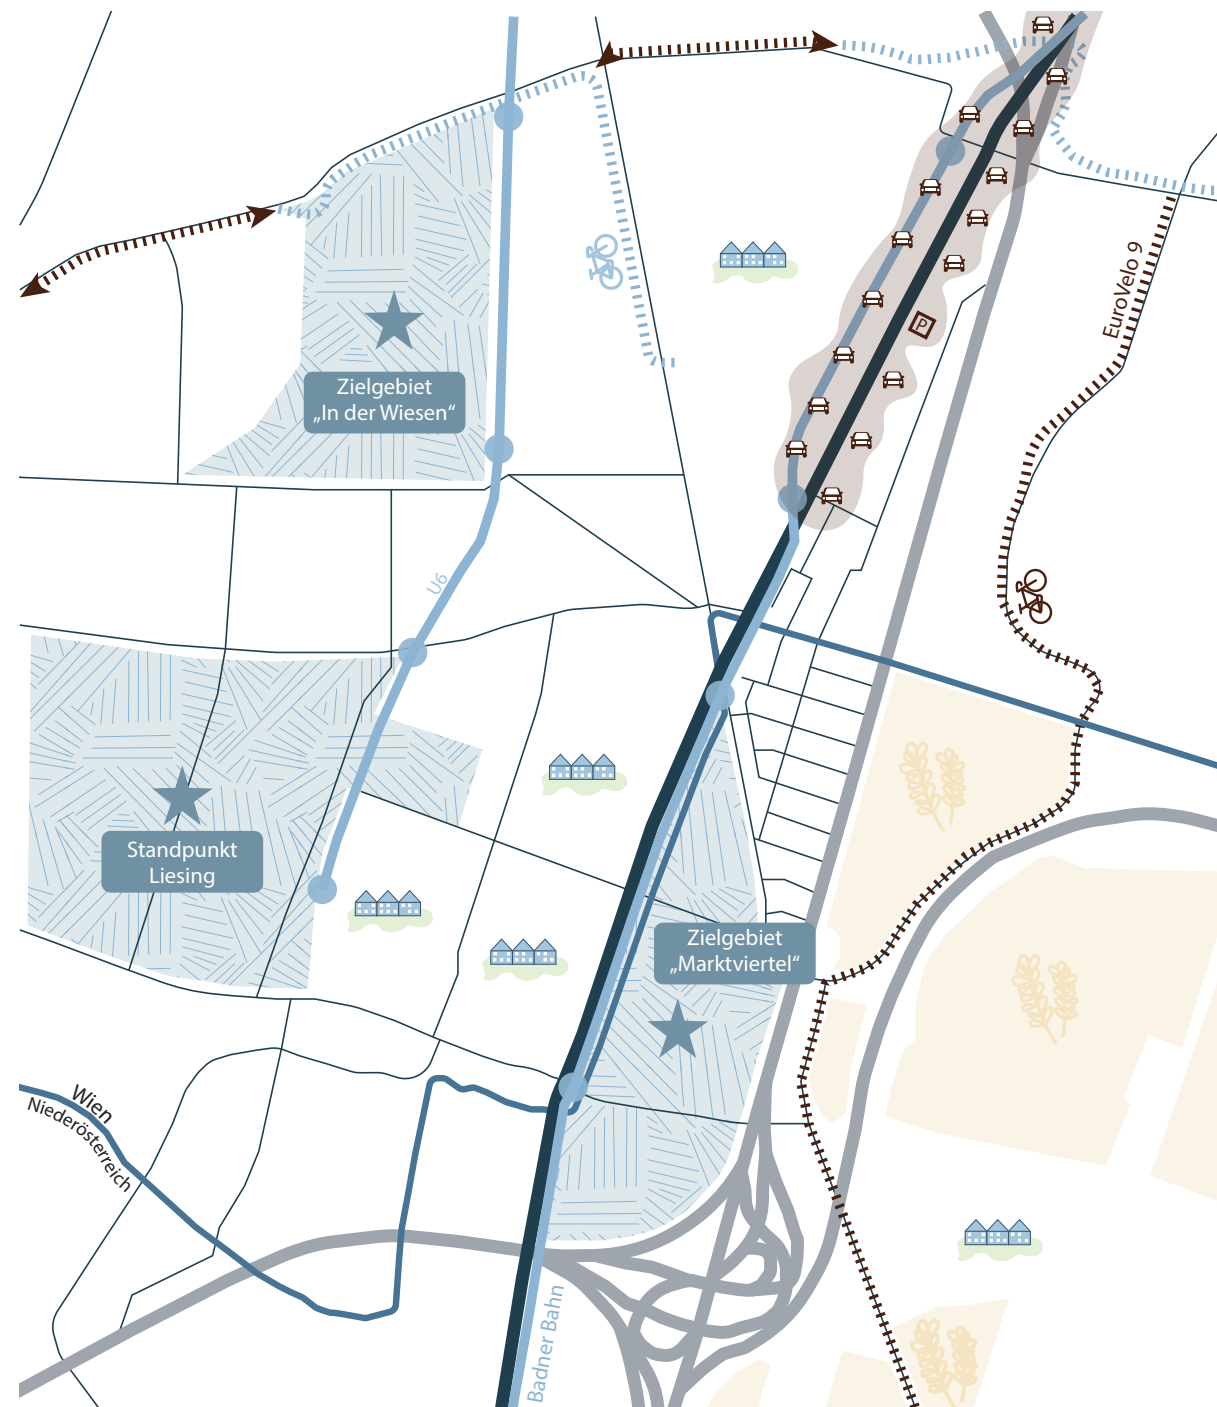 EuroVelo 9
P
Zielgebiet
„In der Wiesen“
U6
Standpunkt
Liesing
Zielgebiet
„Marktviertel“
Wien
Niederösterreich
Badner Bahn